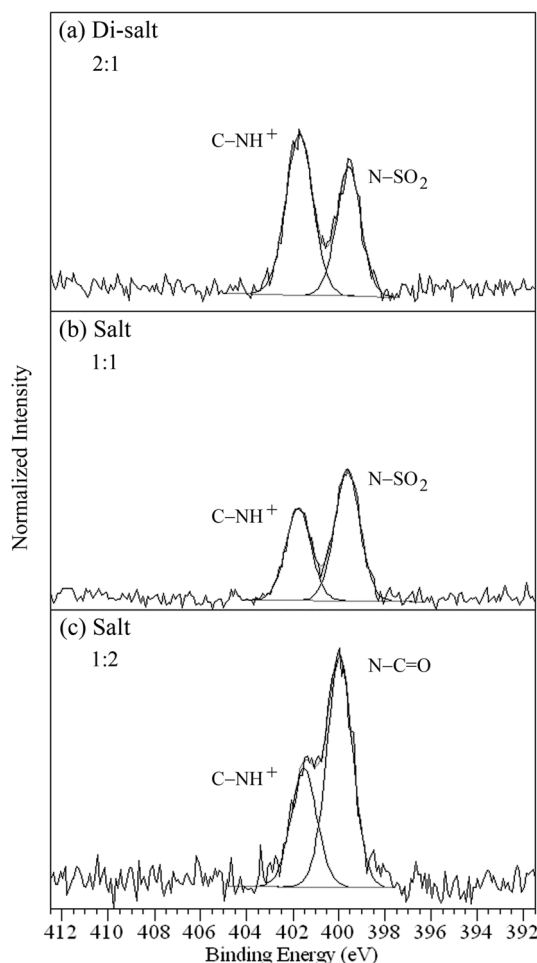 (a) Di-salt
2:1
C–NH⁺
N–SO₂
(b) Salt
1:1
C–NH⁺
N–SO₂
(c) Salt
1:2
C–NH⁺
N–C=O
Normalized Intensity
412 410 408 406 404 402 400 398 396 394 392
Binding Energy (eV)